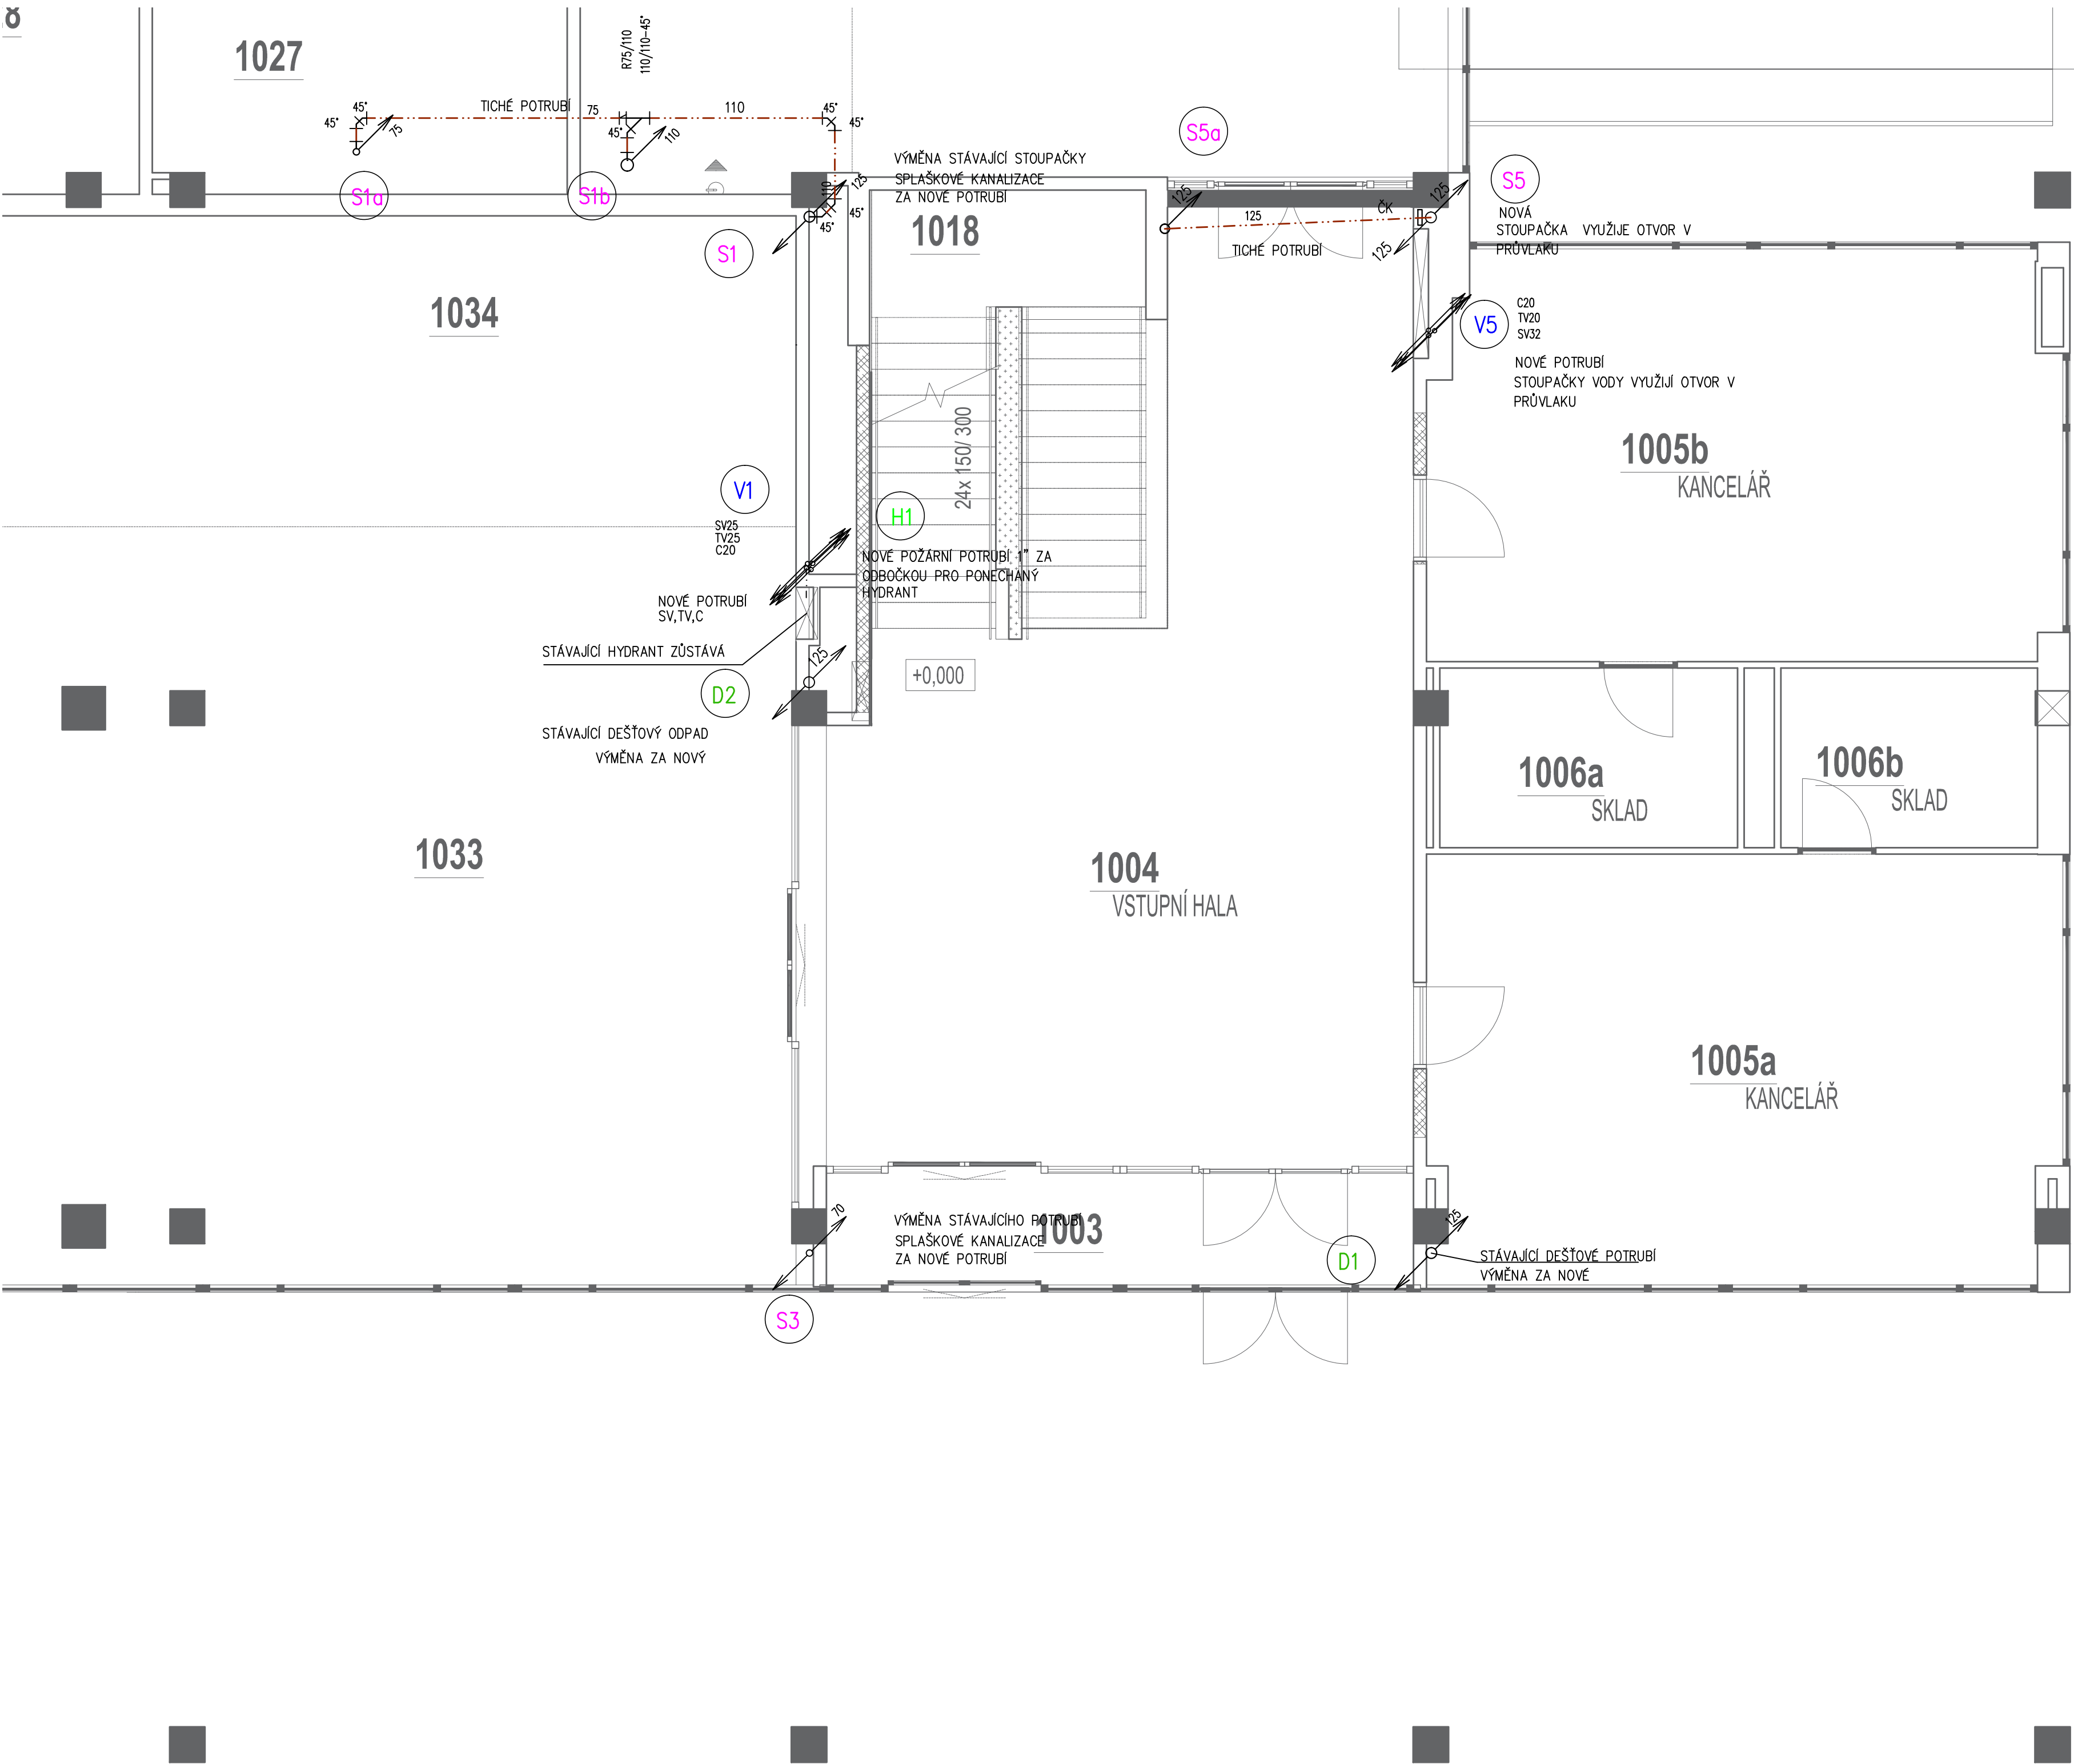 8
1027
R75/110
110/110-45°
TICHÉ POTRUBÍ
75
110
45°
45°
75
45°
110
45°
45°
110
125
45°
45°
S1a
S1b
S1
VÝMĚNA STÁVAJÍCÍ STOUPAČKY
SPLAŠKOVÉ KANALIZACE
ZA NOVÉ POTRUBÍ
1018
S5a
125
125
TICHÉ POTRUBÍ
ČK
125
125
S5
NOVÁ
STOUPAČKA VYUŽIJE OTVOR V
PRŮVLAKU
V5
C20
TV20
SV32
NOVÉ POTRUBÍ
STOUPAČKY VODY VYUŽIJÍ OTVOR V
PRŮVLAKU
1034
24x 150/ 300
1005b
KANCELÁŘ
V1
SV25
TV25
C20
H1
NOVÉ POŽÁRNÍ POTRUBÍ 1" ZA
ODBOČKOU PRO PONECHANÝ
HYDRANT
NOVÉ POTRUBÍ
SV,TV,C
STÁVAJÍCÍ HYDRANT ZŮSTÁVÁ
125
D2
+0,000
STÁVAJÍCÍ DEŠŤOVÝ ODPAD
VÝMĚNA ZA NOVÝ
1006a
SKLAD
1006b
SKLAD
1033
1004
VSTUPNÍ HALA
1005a
KANCELÁŘ
70
VÝMĚNA STÁVAJÍCÍHO POTRUBÍ
SPLAŠKOVÉ KANALIZACE
ZA NOVÉ POTRUBÍ
1003
D1
125
STÁVAJÍCÍ DEŠŤOVÉ POTRUBÍ
VÝMĚNA ZA NOVÉ
S3